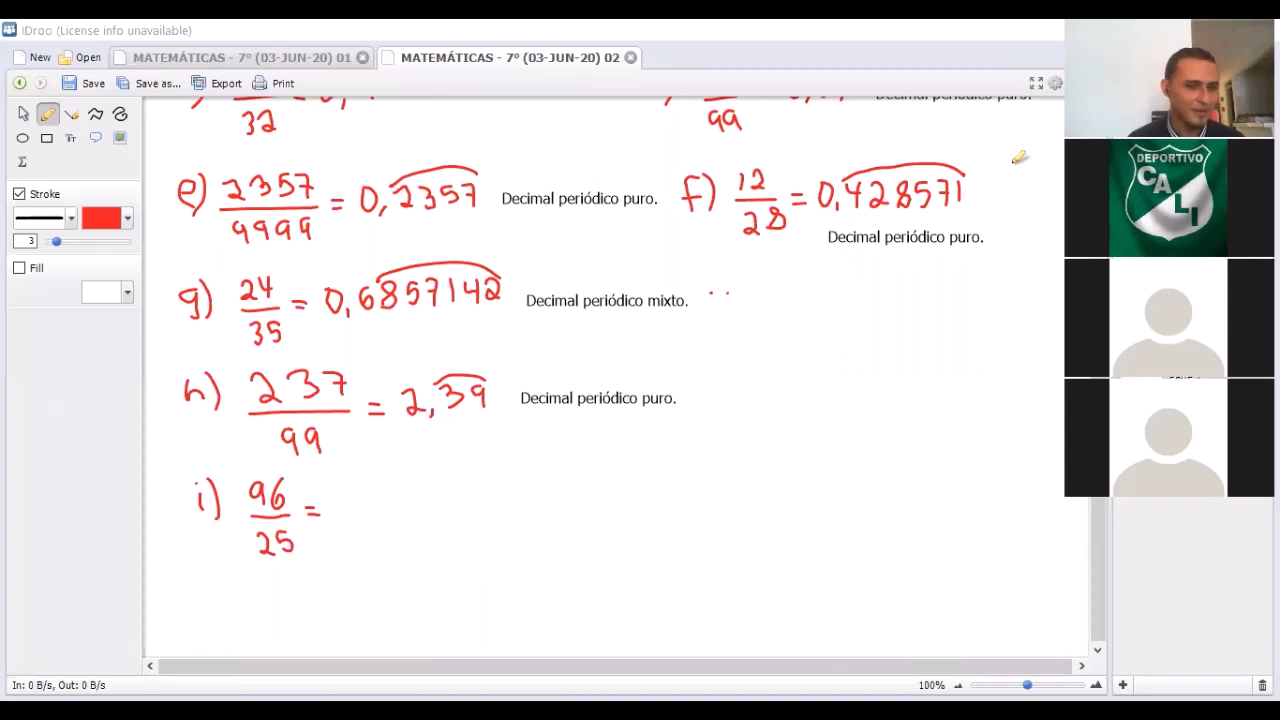 iDroo (License info unavailable)
New Open MATEMÁTICAS - 7º (03-JUN-20) 01 MATEMÁTICAS - 7º (03-JUN-20) 02
Save Save as... Export Print
32
99
e) 2357/9999 = 0,2357 Decimal periódico puro. f) 12/28 = 0,428571
Decimal periódico puro.
g) 24/35 = 0,6857142 Decimal periódico mixto.
h) 237/99 = 2,39 Decimal periódico puro.
i) 96/25 =
TT
Σ
Stroke
3
Fill
DEPORTIVO
CALI
In: 0 B/s, Out: 0 B/s 100%